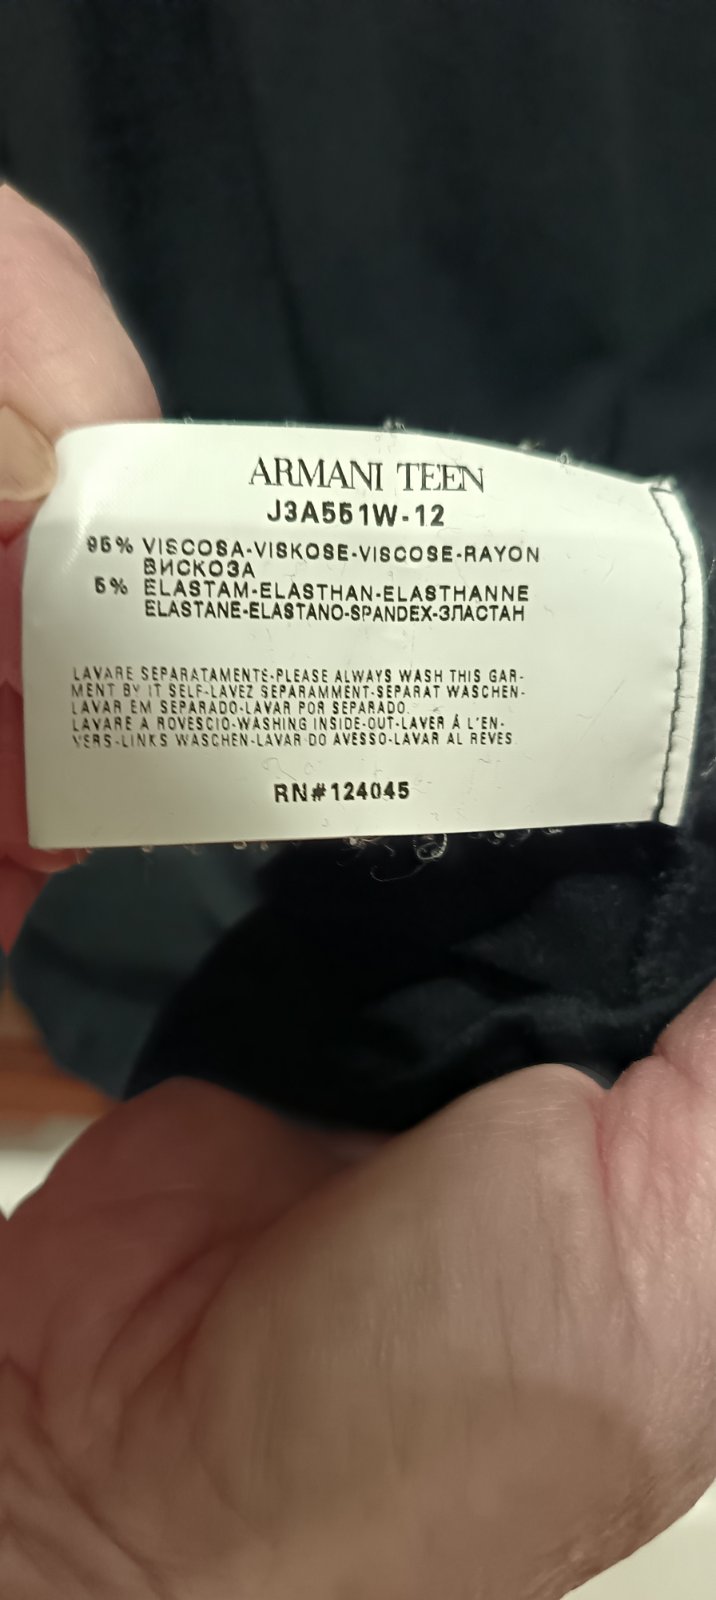 ARMANI TEEN
J3A551W-12
95% VISCOSA-VISKOSE-VISCOSE-RAYON
ВИСКОЗА
5% ELASTAM-ELASTHAN-ELASTHANNE
ELASTANE-ELASTANO-SPANDEX-ЗЛАСТАН
LAVARE SEPARATAMENTE-PLEASE ALWAYS WASH THIS GAR-
MENT BY IT SELF-LAVEZ SEPARAMMENT-SEPARAT WASCHEN-
LAVAR EM SEPARADO-LAVAR POR SEPARADO.
LAVARE A ROVESCIO-WASHING INSIDE-OUT-LAVER Á L'EN-
VERS-LINKS WASCHEN-LAVAR DO AVESSO-LAVAR AL REVES
RN#124045